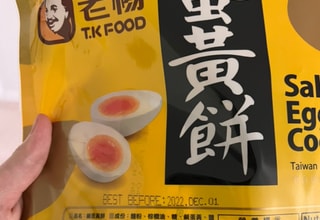 老楊
T.K FOOD
蛋黃餅
Sal
Egg
Coo
Taiwan
BEST BEFORE:2022.DEC.01